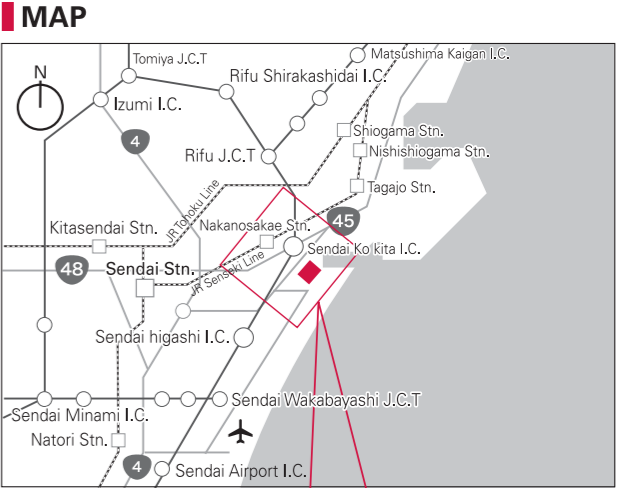 MAP
N
Tomiya J.C.T
Matsushima Kaigan I.C.
Rifu Shirakashidai I.C.
Izumi I.C.
4
Shiogama Stn.
Rifu J.C.T
Nishishiogama Stn.
Tagajo Stn.
JR Tohoku Line
45
Kitasendai Stn.
Nakanosakae Stn.
Sendai Ko kita I.C.
48
Sendai Stn.
JR Senseki Line
Sendai higashi I.C.
Sendai Wakabayashi J.C.T
Sendai Minami I.C.
Natori Stn.
4
Sendai Airport I.C.